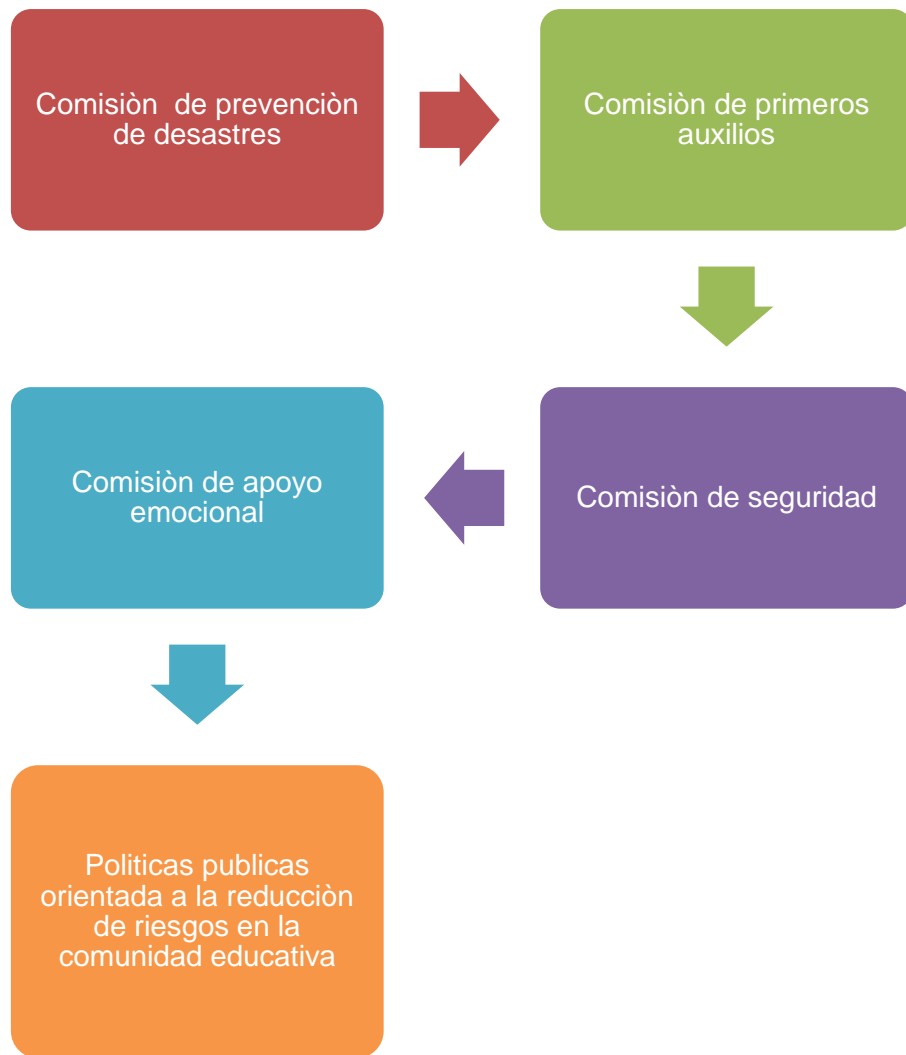 Comisiòn  de prevenciòn
de desastres
Comisiòn de primeros
auxilios
Comisiòn de seguridad
Comisiòn de apoyo
emocional
Politicas publicas
orientada a la reducciòn
de riesgos en la
comunidad educativa